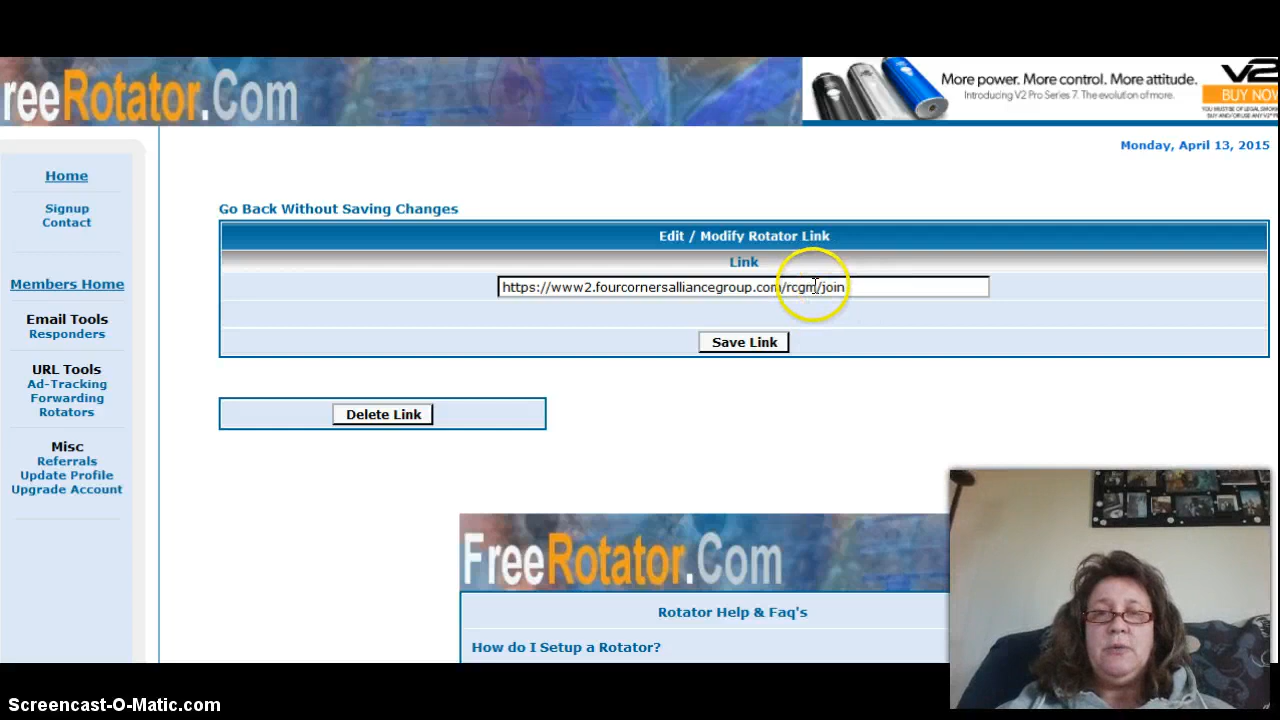 reeRotator.Com
More power. More control. More attitude.
Introducing V2 Pro Series 7. The evolution of more.
V2
BUY NOW
Monday, April 13, 2015
Home
Signup
Contact
Members Home
Email Tools
Responders
URL Tools
Ad-Tracking
Forwarding
Rotators
Misc
Referrals
Update Profile
Upgrade Account
Go Back Without Saving Changes
Edit / Modify Rotator Link
Link
https://www2.fourcornersalliancegroup.com/rcgm/join
Save Link
Delete Link
FreeRotator.Com
Rotator Help & Faq's
How do I Setup a Rotator?
Screencast-O-Matic.com